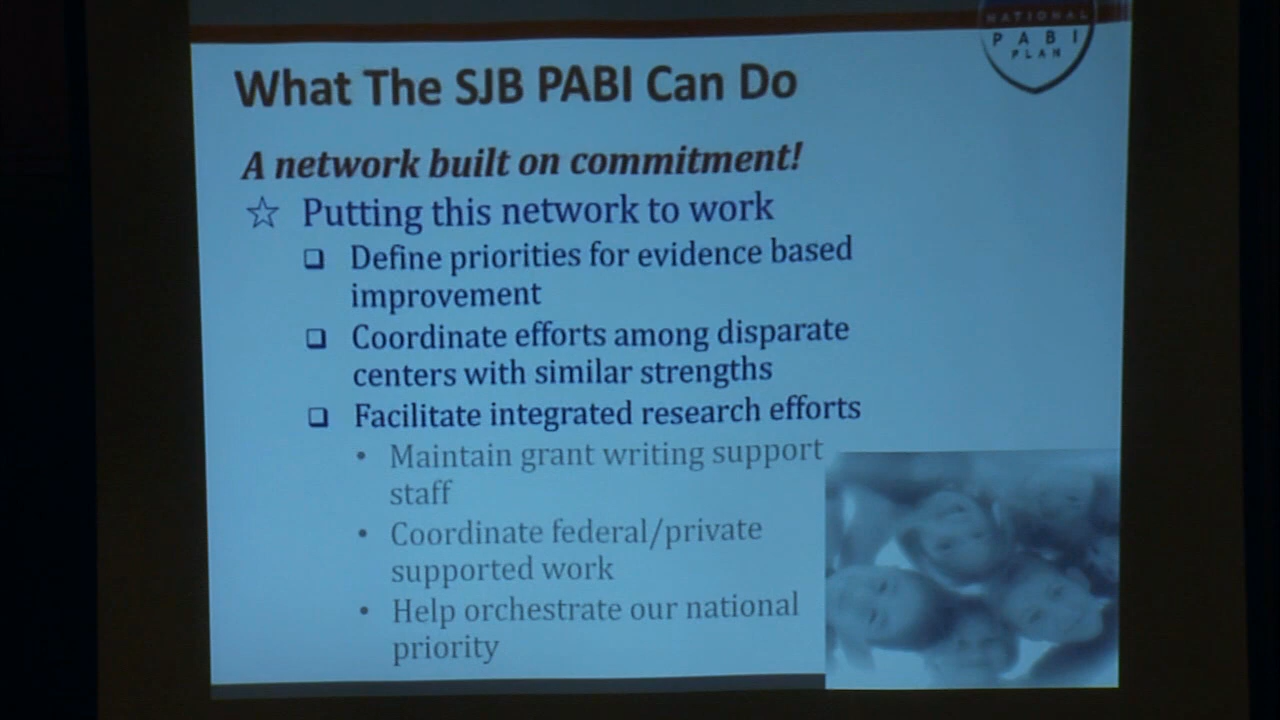 NATIONAL
PABI
PLAN
What The SJB PABI Can Do
A network built on commitment!
☆ Putting this network to work
❑ Define priorities for evidence based
improvement
❑ Coordinate efforts among disparate
centers with similar strengths
❑ Facilitate integrated research efforts
• Maintain grant writing support
staff
• Coordinate federal/private
supported work
• Help orchestrate our national
priority